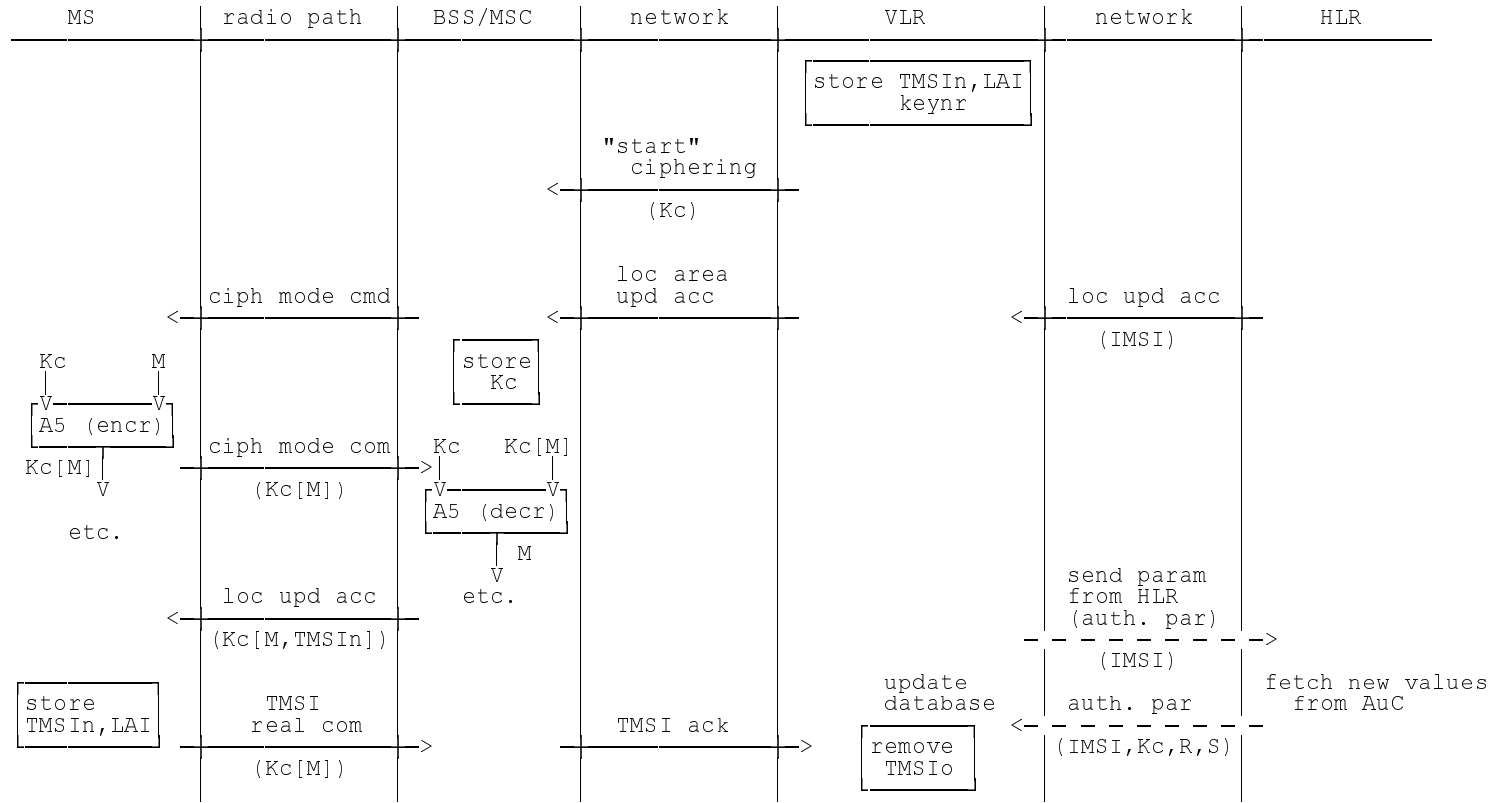 MS radio path BSS/MSC network VLR network HLR
store TMSIn,LAI
keynr
"start"
ciphering
<
(Kc)
loc area
ciph mode cmd upd acc loc upd acc
< < <
(IMSI)
store
Kc M
Kc
V V
A5 (encr)
ciph mode com Kc Kc[M]
Kc[M] >
V (Kc[M]) V V
A5 (decr)
etc.
M
V send param
loc upd acc etc. from HLR
< (auth. par)
(Kc[M,TMSIn]) >
(IMSI)
update fetch new values
store TMSI database auth. par from AuC
TMSIn,LAI real com TMSI ack <
> > remove (IMSI,Kc,R,S)
(Kc[M]) TMSIo